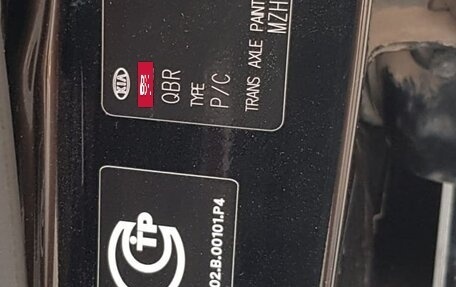 KIA
QBR
TYPE
P/C
TRANS AXLE PAINT
MZH
02.B.00101.P4